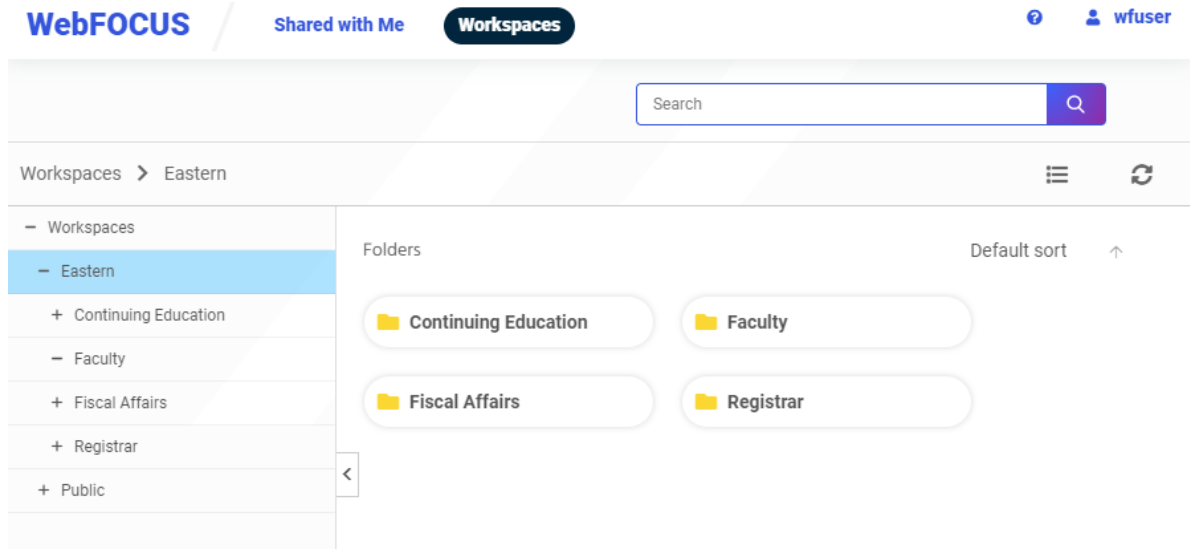 WebFOCUS Shared with Me Workspaces wfuser
Search
Workspaces Eastern
Workspaces
Eastern
Continuing Education
Faculty
Fiscal Affairs
Registrar
Public
Folders Default sort
Continuing Education Faculty
Fiscal Affairs Registrar